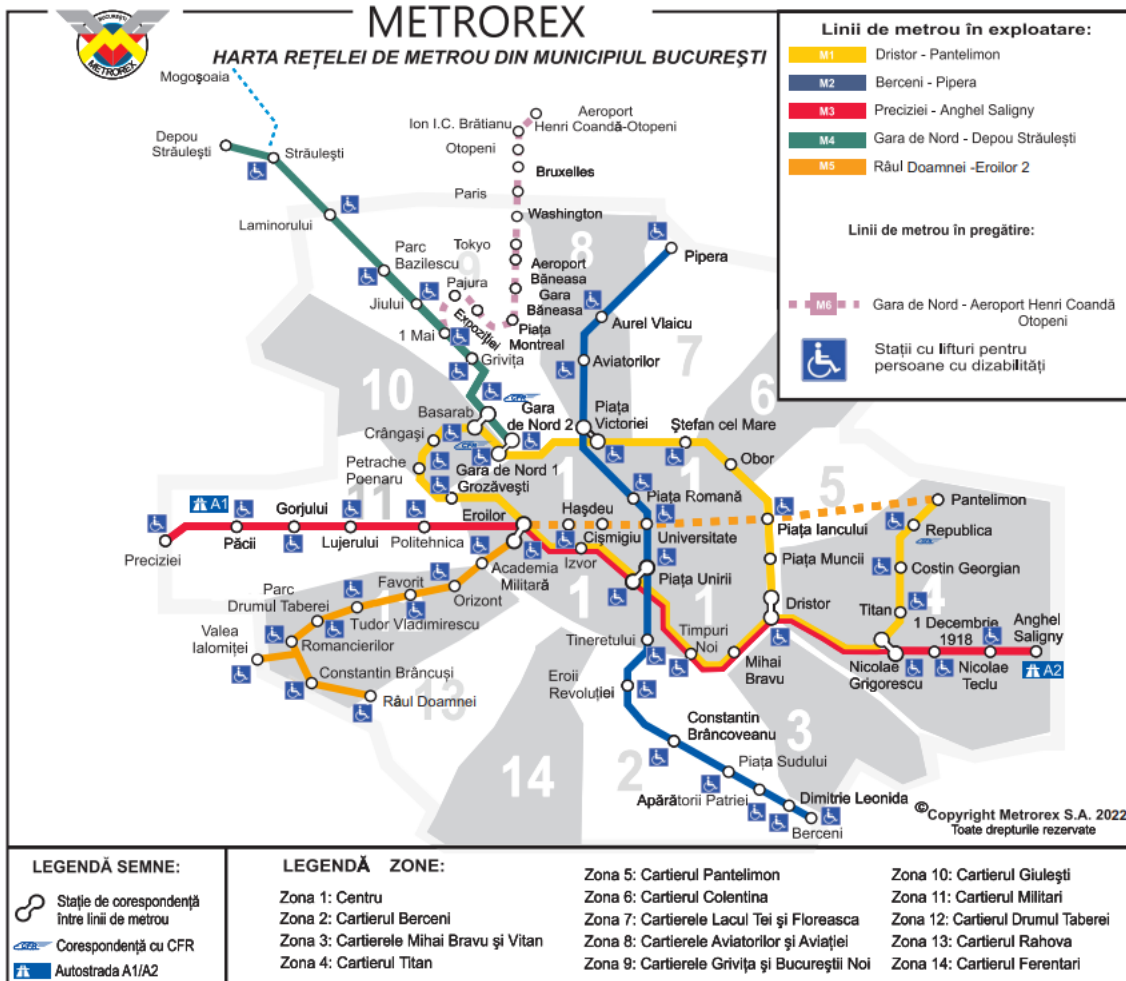 METROREX
HARTA REȚELEI DE METROU DIN MUNICIPIUL BUCUREȘTI
BUCUREȘTI
METROREX
Linii de metrou în exploatare:
M1 Dristor - Pantelimon
M2 Berceni - Pipera
M3 Preciziei - Anghel Saligny
M4 Gara de Nord - Depou Străulești
M5 Râul Doamnei -Eroilor 2
Linii de metrou în pregătire:
M6 Gara de Nord - Aeroport Henri Coandă
Otopeni
Stații cu lifturi pentru
persoane cu dizabilități
Mogoșoaia
Depou
Străulești
Străulești
Laminorului
Parc
Bazilescu
Jiului
1 Mai
Grivița
Basarab
Gara
de Nord 2
Crângași
Petrache
Poenaru
Gara de Nord 1
Grozăvești
Eroilor
Aeroport
Henri Coandă-Otopeni
Ion I.C. Brătianu
Otopeni
Bruxelles
Paris
Washington
Tokyo
Aeroport
Băneasa
Gara
Băneasa
Piața
Montreal
Expoziției
Pajura
Pipera
Aurel Vlaicu
Aviatorilor
Piața
Victoriei
Ștefan cel Mare
Obor
Piața Romană
Universitate
Piața Iancului
Piața Muncii
Dristor
Pantelimon
Republica
Costin Georgian
Titan
1 Decembrie
1918
Anghel
Saligny
Nicolae
Grigorescu
Nicolae
Teclu
A2
A1
Preciziei
Păcii
Gorjului
Lujerului
Politehnica
Hașdeu
Cișmigiu
Izvor
Academia
Militară
Orizont
Favorit
Tudor Vladimirescu
Parc
Drumul Taberei
Romancierilor
Valea
Ialomiței
Constantin Brâncuși
Râul Doamnei
Piața Unirii
Timpuri
Noi
Mihai
Bravu
Tineretului
Eroii
Revoluției
Constantin
Brâncoveanu
Piața Sudului
Apărătorii Patriei
Dimitrie Leonida
Berceni
CFR
CFR
CFR
8
9
7
10
6
1
1
5
11
1
1
4
13
2
3
14
© Copyright Metrorex S.A. 2022
Toate drepturile rezervate
LEGENDĂ SEMNE:
Stație de corespondență
între linii de metrou
CFR Corespondență cu CFR
Autostrada A1/A2
LEGENDĂ ZONE:
Zona 1: Centru
Zona 2: Cartierul Berceni
Zona 3: Cartierele Mihai Bravu și Vitan
Zona 4: Cartierul Titan
Zona 5: Cartierul Pantelimon
Zona 6: Cartierul Colentina
Zona 7: Cartierele Lacul Tei și Floreasca
Zona 8: Cartierele Aviatorilor și Aviației
Zona 9: Cartierele Grivița și Bucureștii Noi
Zona 10: Cartierul Giulești
Zona 11: Cartierul Militari
Zona 12: Cartierul Drumul Taberei
Zona 13: Cartierul Rahova
Zona 14: Cartierul Ferentari